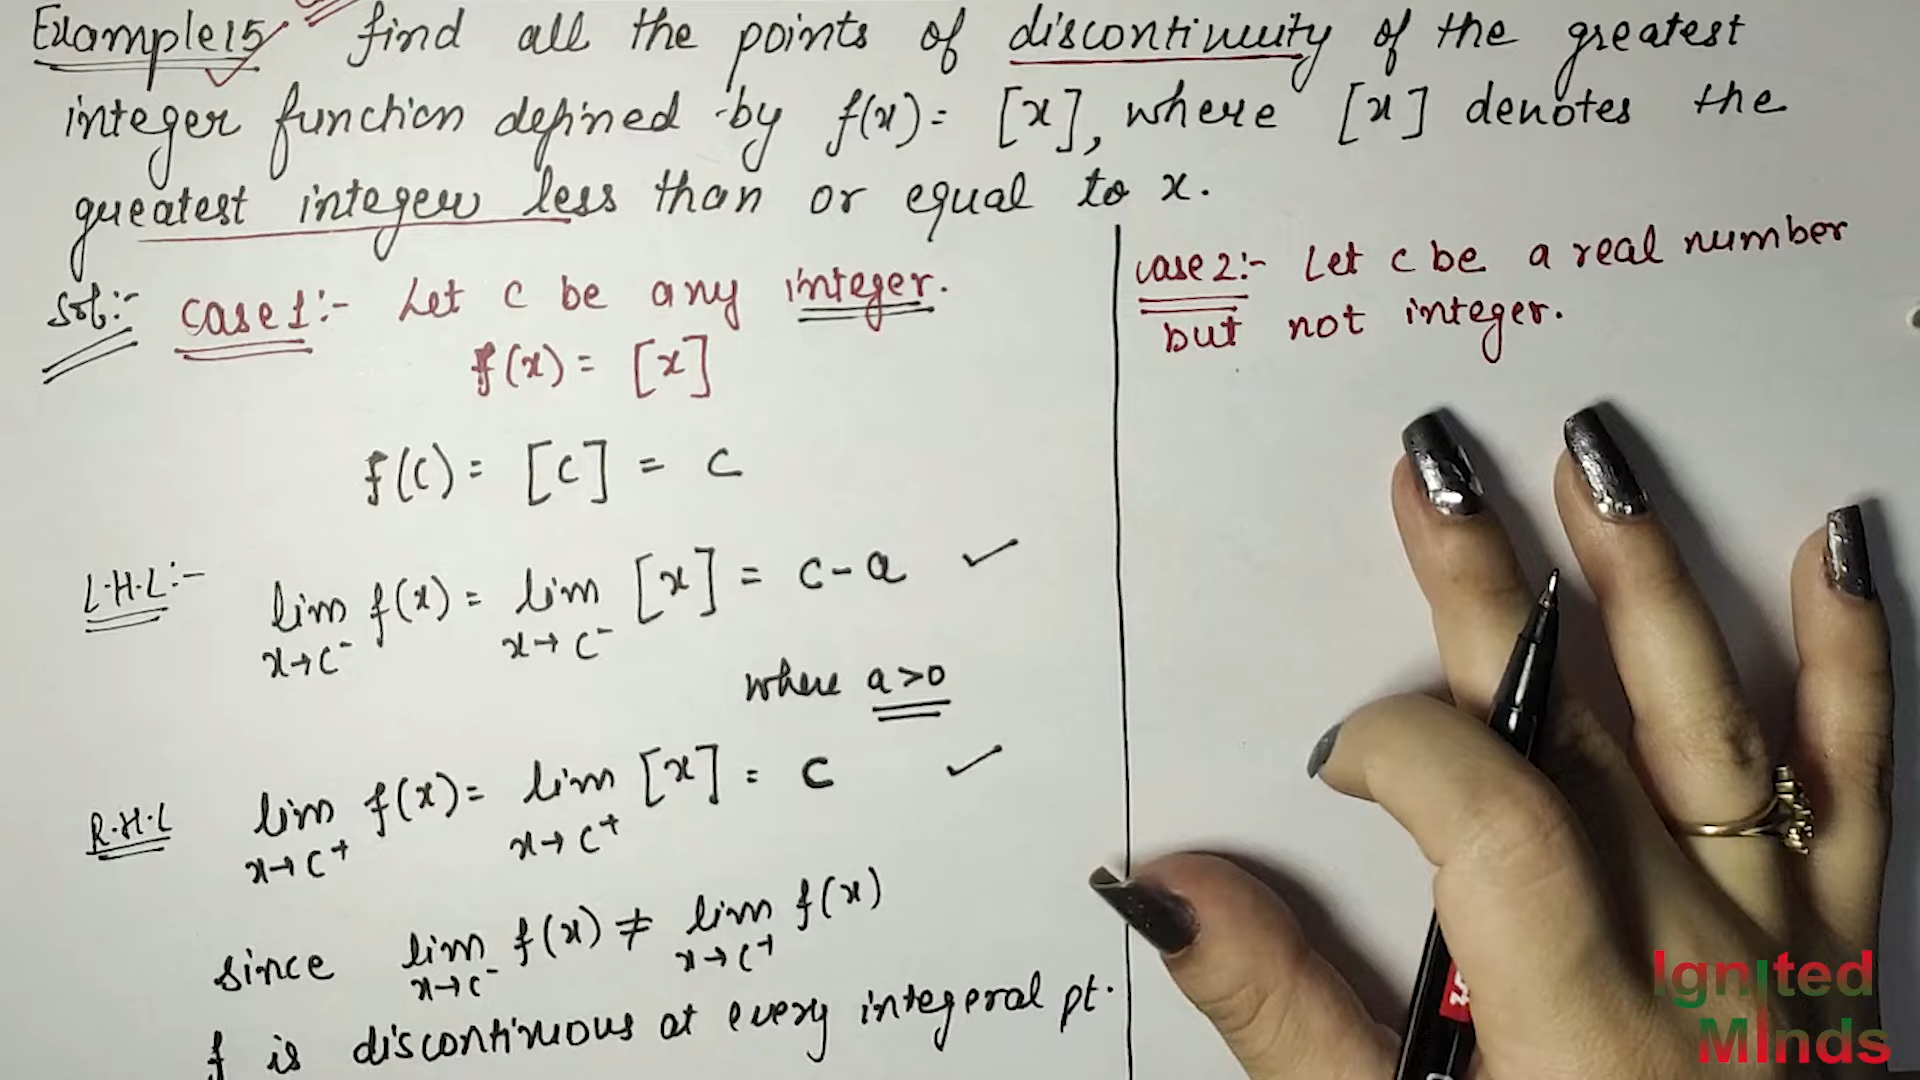 Example 15 find all the points of discontinuity of the greatest
integer function defined by f(x) = [x], where [x] denotes the
greatest integer less than or equal to x.
Sol:- Case 1:- Let c be any integer.
f(x) = [x]
f(c) = [c] = c
L.H.L:- lim x→c⁻ f(x) = lim x→c⁻ [x] = c-a ✓
where a>0
R.H.L lim x→c⁺ f(x) = lim x→c⁺ [x] = c ✓
since lim x→c⁻ f(x) ≠ lim x→c⁺ f(x)
f is discontinuous at every integeral pt.
Case 2:- Let c be a real number
but not integer.
Ignited
MInds